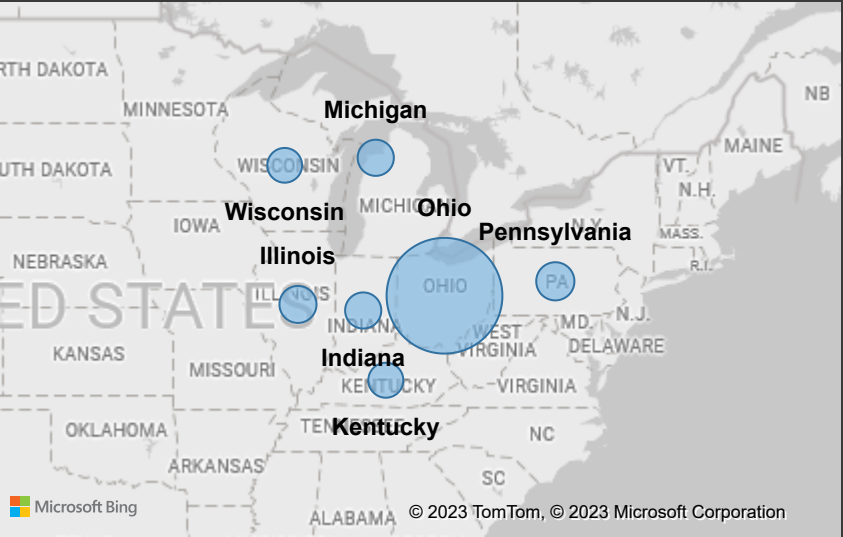 RTH DAKOTA
MINNESOTA
Michigan
NB
MAINE
UTH DAKOTA
WISCONSIN
VT.
N.H.
Wisconsin
MICHIGAN
Ohio
IOWA
N.Y.
Pennsylvania
MASS.
NEBRASKA
Illinois
R.I.
ED STATES
ILLINOIS
OHIO
PA
INDIANA
N.J.
MD.
WEST
VIRGINIA
DELAWARE
KANSAS
MISSOURI
Indiana
KENTUCKY
VIRGINIA
OKLAHOMA
TENNESSEE
Kentucky
NC
ARKANSAS
SC
Microsoft Bing
ALABAMA
© 2023 TomTom, © 2023 Microsoft Corporation